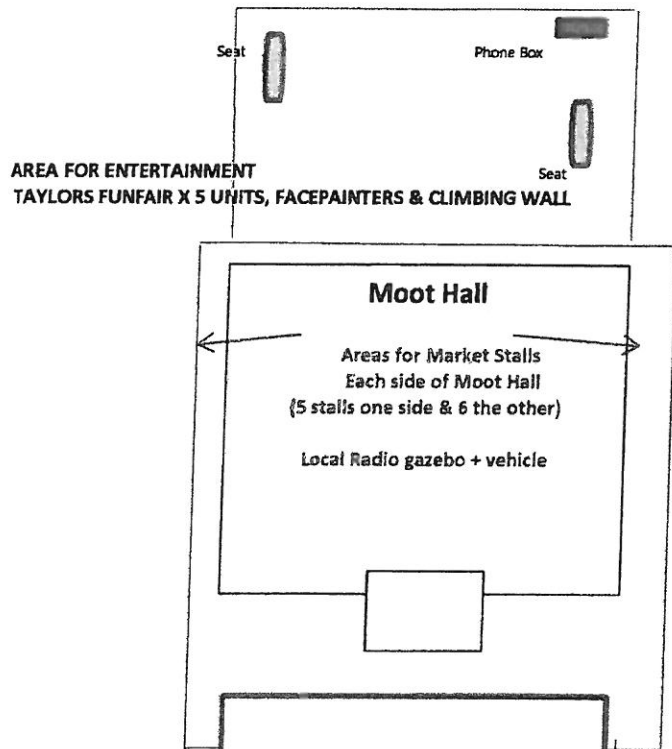 Seat
Phone Box
Seat
AREA FOR ENTERTAINMENT
TAYLORS FUNFAIR X 5 UNITS, FACEPAINTERS & CLIMBING WALL
Moot Hall
Areas for Market Stalls
Each side of Moot Hall
(5 stalls one side & 6 the other)
Local Radio gazebo + vehicle